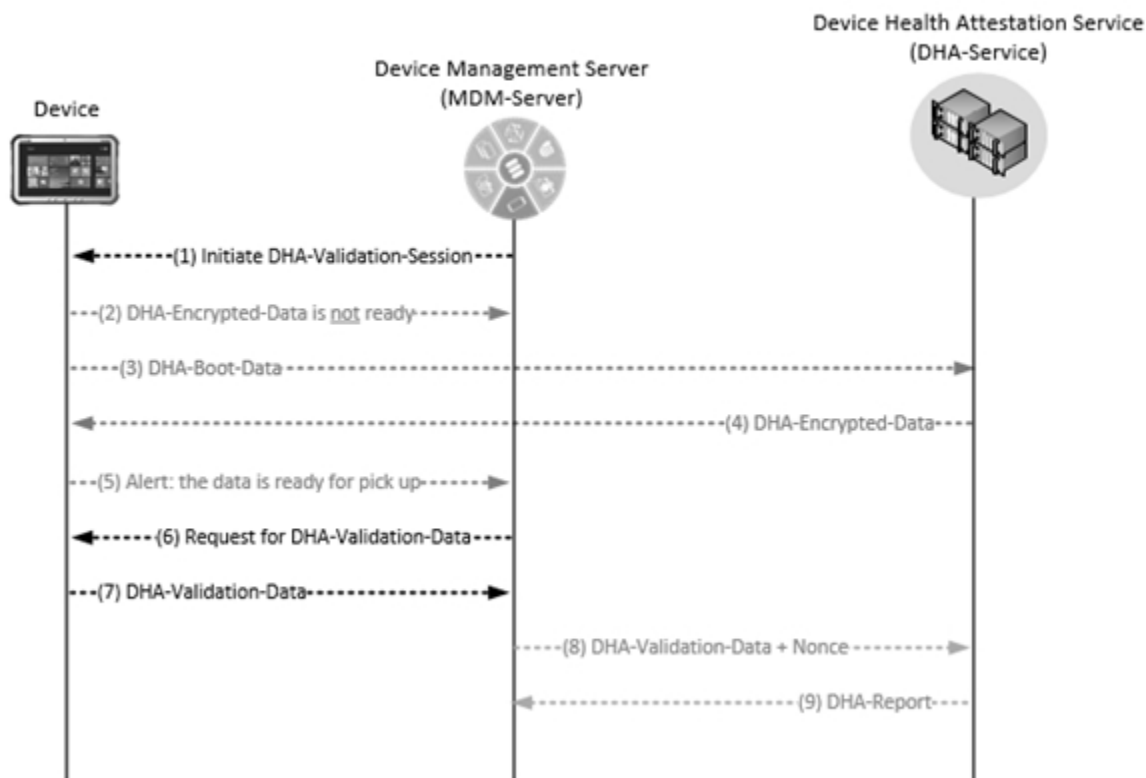 Device Health Attestation Service
(DHA-Service)
Device Management Server
(MDM-Server)
Device
(1) Initiate DHA-Validation-Session
(2) DHA-Encrypted-Data is not ready
(3) DHA-Boot-Data
(4) DHA-Encrypted-Data
(5) Alert: the data is ready for pick up
(6) Request for DHA-Validation-Data
(7) DHA-Validation-Data
(8) DHA-Validation-Data + Nonce
(9) DHA-Report